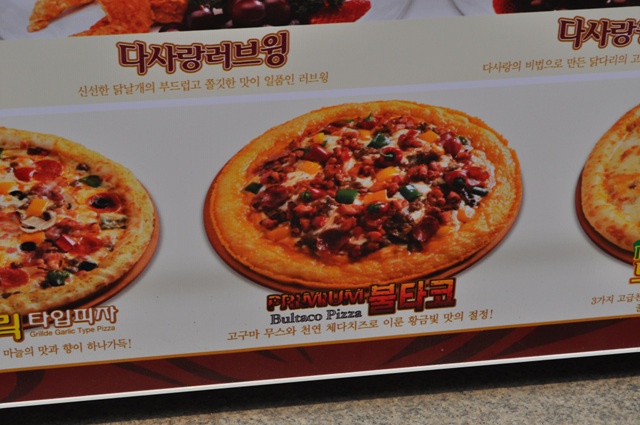 다사랑러브윙
신선한 닭날개의 부드럽고 쫄깃한 맛이 일품인 러브윙
다사랑
다사랑의 비법으로 만든 닭다리의 고
릭 타입피자
Grilde Garlic Type Pizza
마늘의 맛과 향이 하나가득!
PREMIUM 불타코
Bultaco Pizza
고구마 무스와 천연 체다치즈로 이룬 황금빛 맛의 결정!
3가지 고급